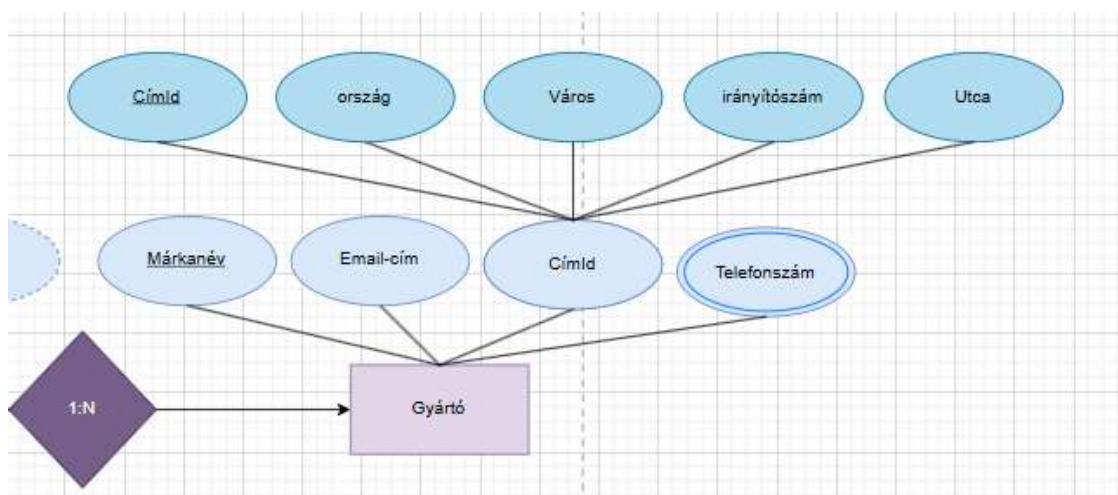 CímId
ország
Város
irányítószám
Utca
Márkanév
Email-cím
CímId
Telefonszám
1:N
Gyártó